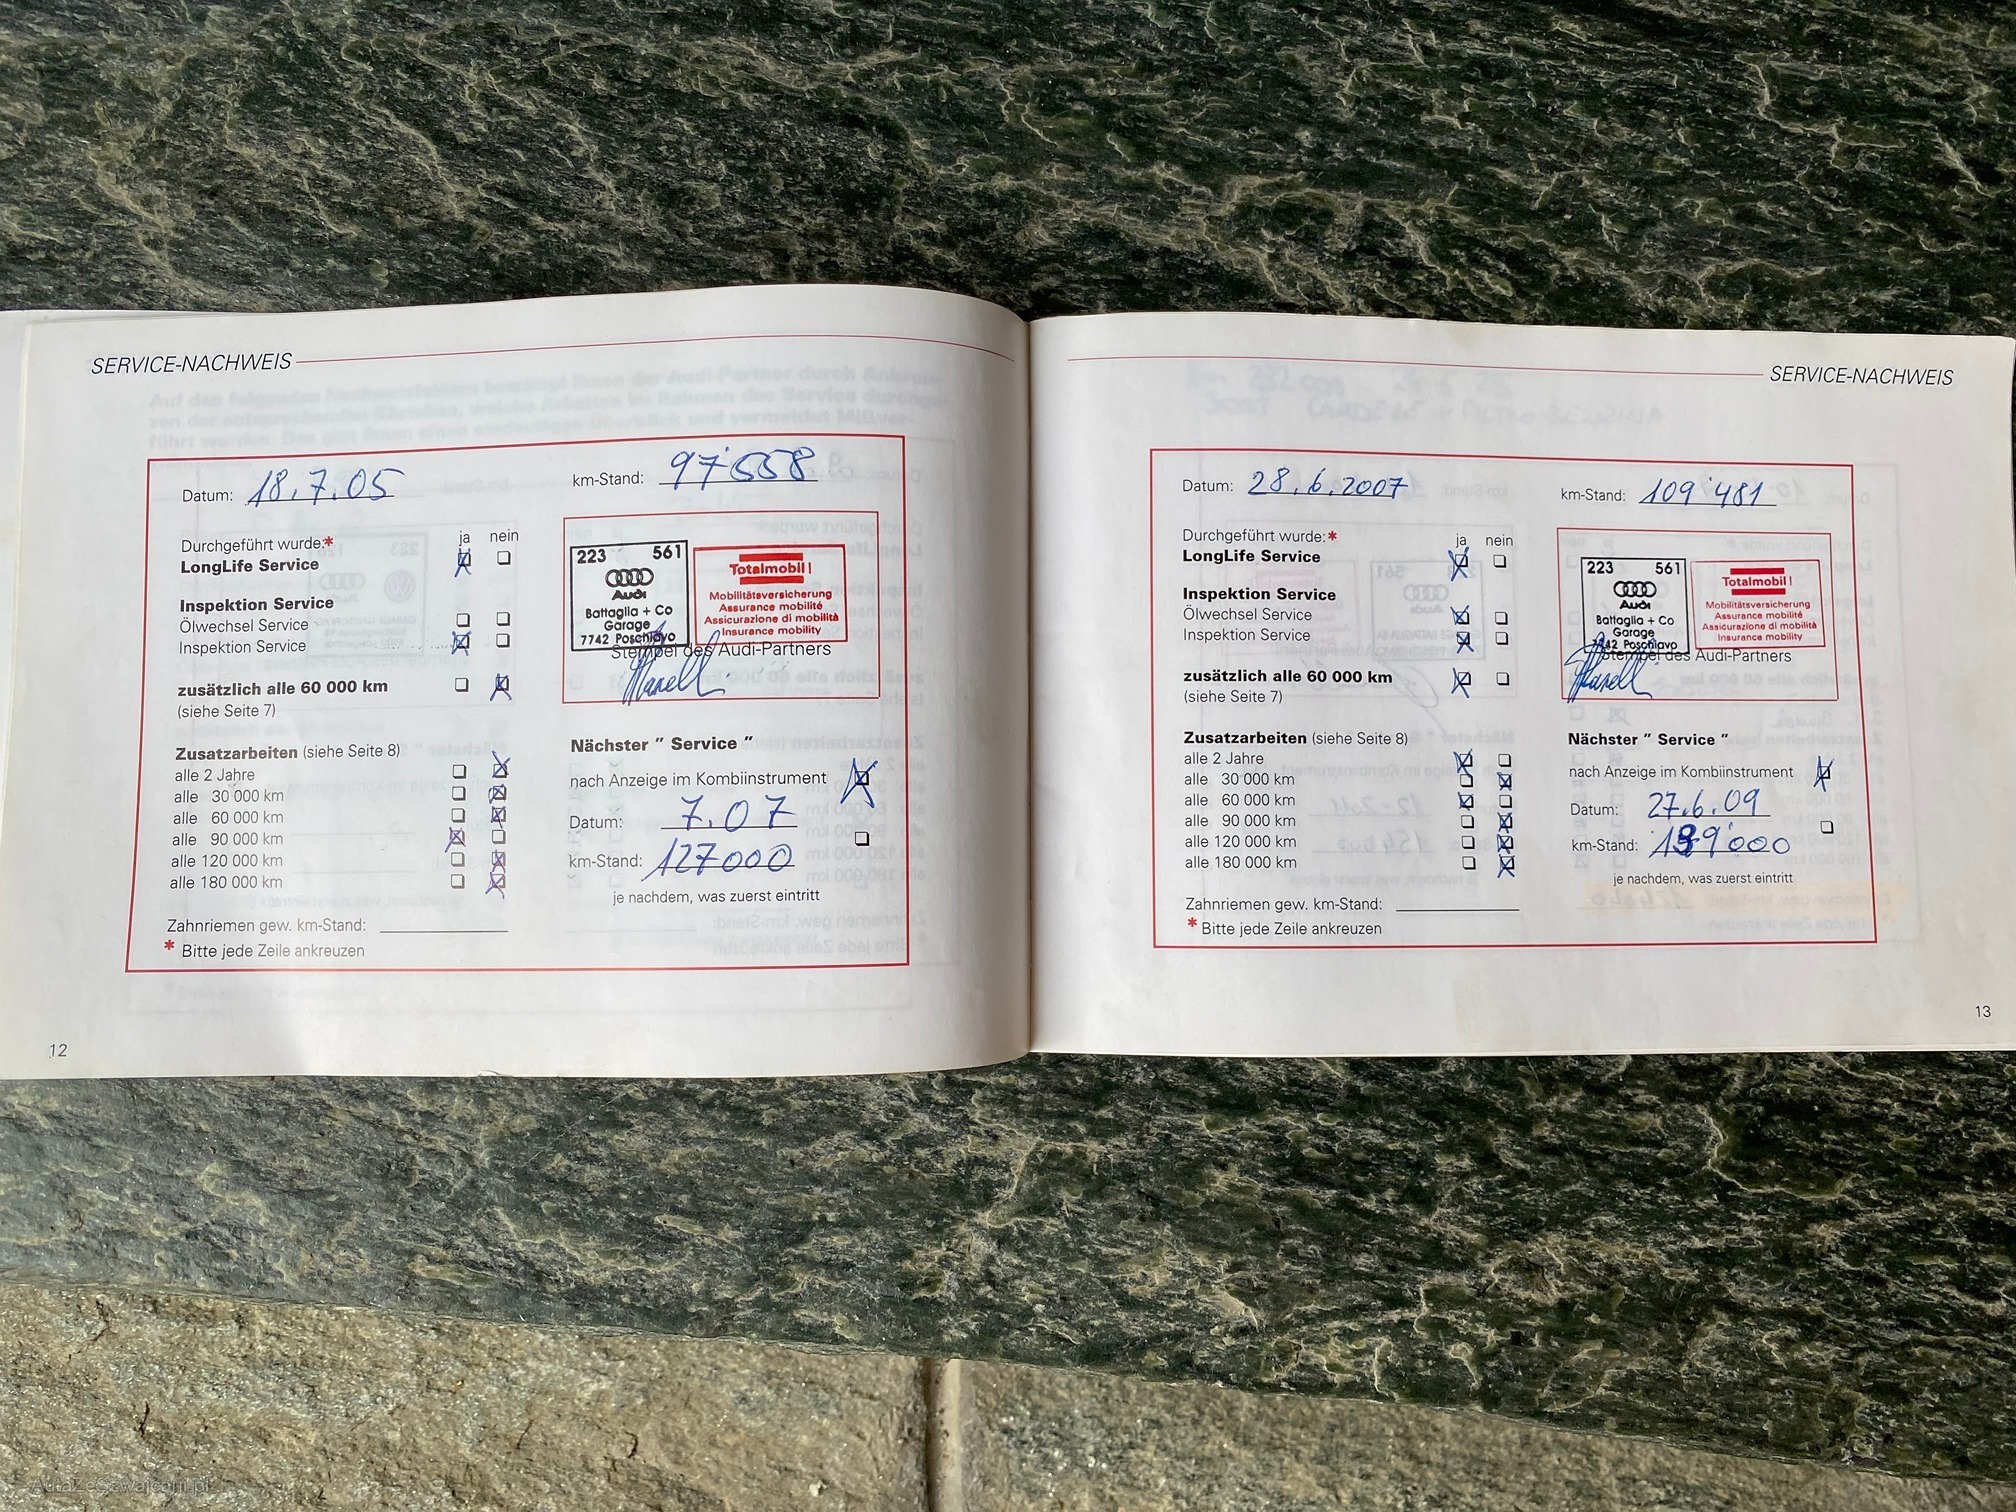 SERVICE-NACHWEIS
Datum: 18.7.05
km-Stand: 97'558
Durchgeführt wurde:*
ja nein
LongLife Service
Inspektion Service
Ölwechsel Service
Inspektion Service
zusätzlich alle 60 000 km
(siehe Seite 7)
Zusatzarbeiten (siehe Seite 8)
alle 2 Jahre
alle 30 000 km
alle 60 000 km
alle 90 000 km
alle 120 000 km
alle 180 000 km
Zahnriemen gew. km-Stand:
* Bitte jede Zeile ankreuzen
223 561
Audi
Battaglia + Co
Garage
7742 Poschiavo
Totalmobil!
Mobilitätsversicherung
Assurance mobilité
Assicurazione di mobilità
Insurance mobility
Stempel des Audi-Partners
Nächster " Service "
nach Anzeige im Kombiinstrument
Datum: 7.07
km-Stand: 127000
je nachdem, was zuerst eintritt
12
SERVICE-NACHWEIS
Datum: 28.6.2007
km-Stand: 109'481
Durchgeführt wurde:*
ja nein
LongLife Service
Inspektion Service
Ölwechsel Service
Inspektion Service
zusätzlich alle 60 000 km
(siehe Seite 7)
Zusatzarbeiten (siehe Seite 8)
alle 2 Jahre
alle 30 000 km
alle 60 000 km
alle 90 000 km
alle 120 000 km
alle 180 000 km
Zahnriemen gew. km-Stand:
* Bitte jede Zeile ankreuzen
223 561
Audi
Battaglia + Co
Garage
7742 Poschiavo
Totalmobil!
Mobilitätsversicherung
Assurance mobilité
Assicurazione di mobilità
Insurance mobility
Stempel des Audi-Partners
Nächster " Service "
nach Anzeige im Kombiinstrument
Datum: 27.6.09
km-Stand: 139'000
je nachdem, was zuerst eintritt
13
AutaZeSzwajcarii.pl